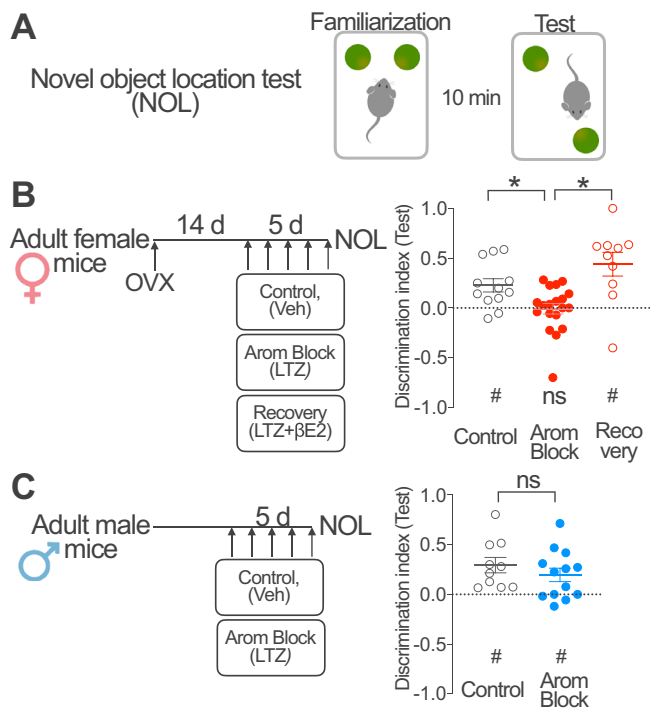 A
Novel object location test
(NOL)
Familiarization
10 min
Test
B
Adult female
mice
OVX
14 d
5 d
NOL
Control,
(Veh)
Arom Block
(LTZ)
Recovery
(LTZ+βE2)
Discrimination index (Test)
1.0
0.5
0.0
-0.5
-1.0
*
*
#
ns
#
Control
Arom
Block
Reco
very
C
Adult male
mice
5 d
NOL
Control,
(Veh)
Arom Block
(LTZ)
Discrimination index (Test)
1.0
0.5
0.0
-0.5
-1.0
ns
#
#
Control
Arom
Block